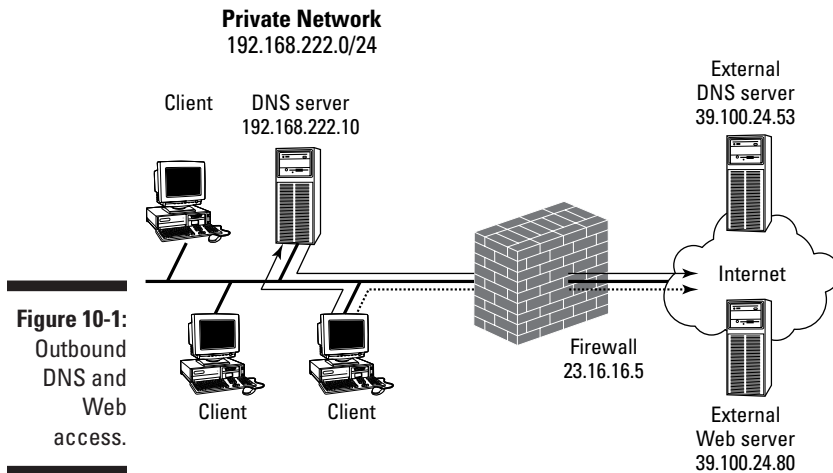 Private Network
192.168.222.0/24
Client
DNS server
192.168.222.10
External
DNS server
39.100.24.53
Internet
Figure 10-1:
Outbound
DNS and
Web
access.
Client
Client
Firewall
23.16.16.5
External
Web server
39.100.24.80